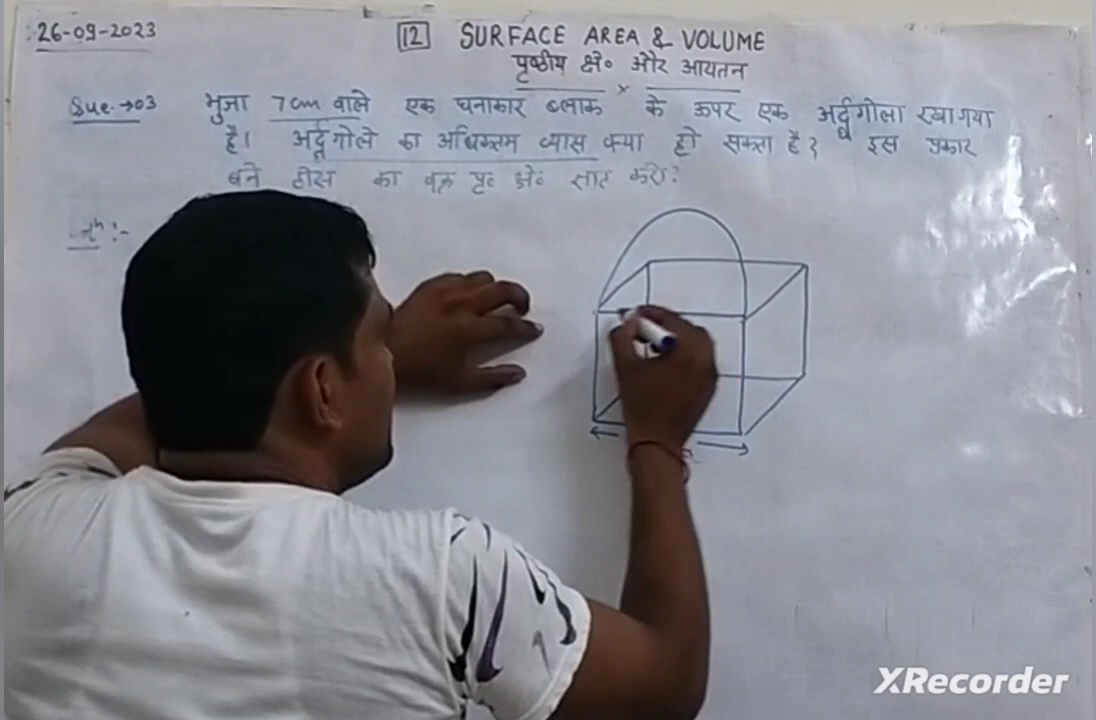 26-09-2023
12 SURFACE AREA & VOLUME
पृष्ठीय क्षे० और आयतन
Que.→03 भुजा 7cm वाले एक घनाकार ब्लाक के ऊपर एक अर्द्धगोला रखा गया
है। अर्द्धगोले का अधिकतम व्यास क्या हो सकता है? इस प्रकार
बने ठोस का पृ० क्षे० ज्ञात करो?
XRecorder